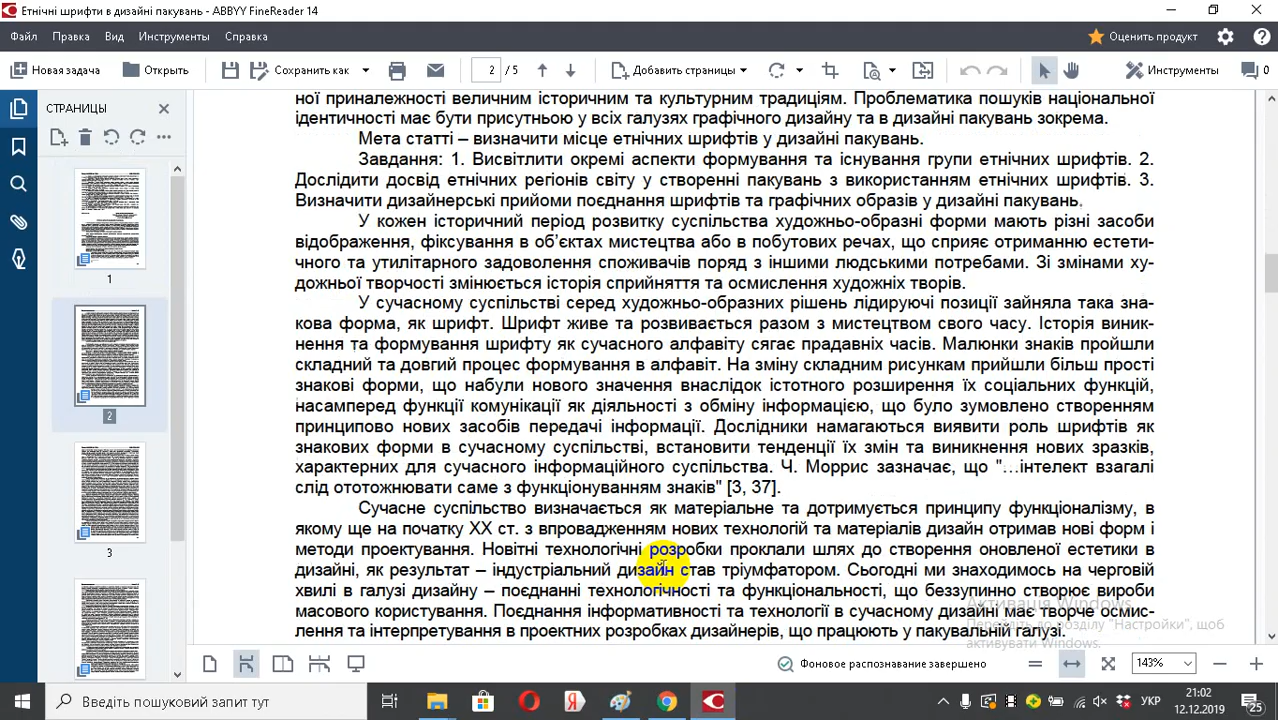 Етнічні шрифти в дизайні пакувань - ABBYY FineReader 14
Файл Правка Вид Инструменты Справка
Оценить продукт
Новая задача Открыть Сохранить как 2 / 5 Добавить страницы Инструменты 0
СТРАНИЦЫ
1
2
3
ної приналежності величним історичним та культурним традиціям. Проблематика пошуків національної
ідентичності має бути присутньою у всіх галузях графічного дизайну та в дизайні пакувань зокрема.
Мета статті – визначити місце етнічних шрифтів у дизайні пакувань.
Завдання: 1. Висвітлити окремі аспекти формування та існування групи етнічних шрифтів. 2.
Дослідити досвід етнічних регіонів світу у створенні пакувань з використанням етнічних шрифтів. 3.
Визначити дизайнерські прийоми поєднання шрифтів та графічних образів у дизайні пакувань.
У кожен історичний період розвитку суспільства художньо-образні форми мають різні засоби
відображення, фіксування в об’єктах мистецтва або в побутових речах, що сприяє отриманню естети-
чного та утилітарного задоволення споживачів поряд з іншими людськими потребами. Зі змінами ху-
дожньої творчості змінюється історія сприйняття та осмислення художніх творів.
У сучасному суспільстві серед художньо-образних рішень лідируючі позиції зайняла така зна-
кова форма, як шрифт. Шрифт живе та розвивається разом з мистецтвом свого часу. Історія виник-
нення та формування шрифту як сучасного алфавіту сягає прадавніх часів. Малюнки знаків пройшли
складний та довгий процес формування в алфавіт. На зміну складним рисункам прийшли більш прості
знакові форми, що набули нового значення внаслідок істотного розширення їх соціальних функцій,
насамперед функції комунікації як діяльності з обміну інформацією, що було зумовлено створенням
принципово нових засобів передачі інформації. Дослідники намагаються виявити роль шрифтів як
знакових форми в сучасному суспільстві, встановити тенденції їх змін та виникнення нових зразків,
характерних для сучасного інформаційного суспільства. Ч. Моррис зазначає, що "…інтелект взагалі
слід ототожнювати саме з функціонуванням знаків" [3, 37].
Сучасне суспільство визначається як матеріальне та дотримується принципу функціоналізму, в
якому ще на початку ХХ ст. з впровадженням нових технологій та матеріалів дизайн отримав нові форм і
методи проектування. Новітні технологічні розробки проклали шлях до створення оновленої естетики в
дизайні, як результат – індустріальний дизайн став тріумфатором. Сьогодні ми знаходимось на черговій
хвилі в галузі дизайну – поєднанні технологічності та функціональності, що беззупинно створює вироби
масового користування. Поєднання інформативності та технології в сучасному дизайні має творче осмис-
лення та інтерпретування в проектних розробках дизайнерів, що працюють у пакувальній галузі.
Активація Windows
Перейдіть до розділу "Настройки", щоб
активувати Windows.
Фоновое распознавание завершено 143%
Введіть пошуковий запит тут
УКР
21:02
12.12.2019
25